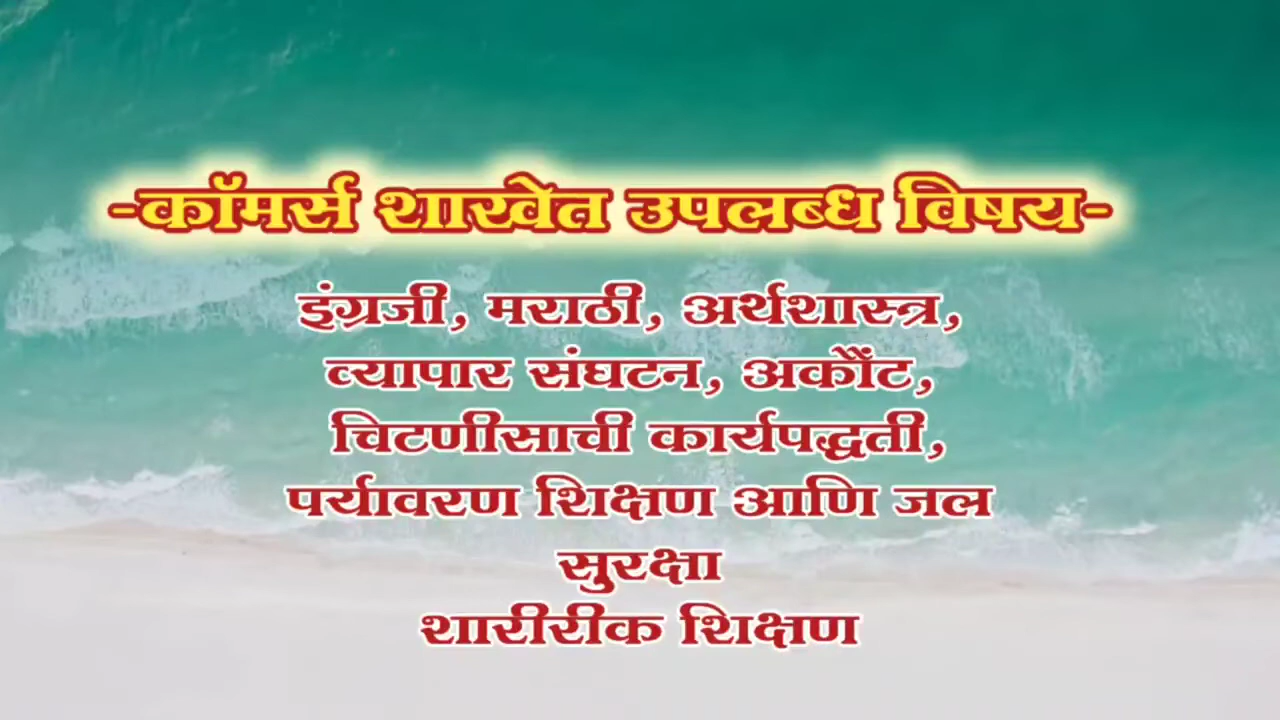 -कॉमर्स शाखेत उपलब्ध विषय-
इंग्रजी, मराठी, अर्थशास्त्र,
व्यापार संघटन, अकौंट,
चिटणीसाची कार्यपद्धती,
पर्यावरण शिक्षण आणि जल
सुरक्षा
शारीरीक शिक्षण